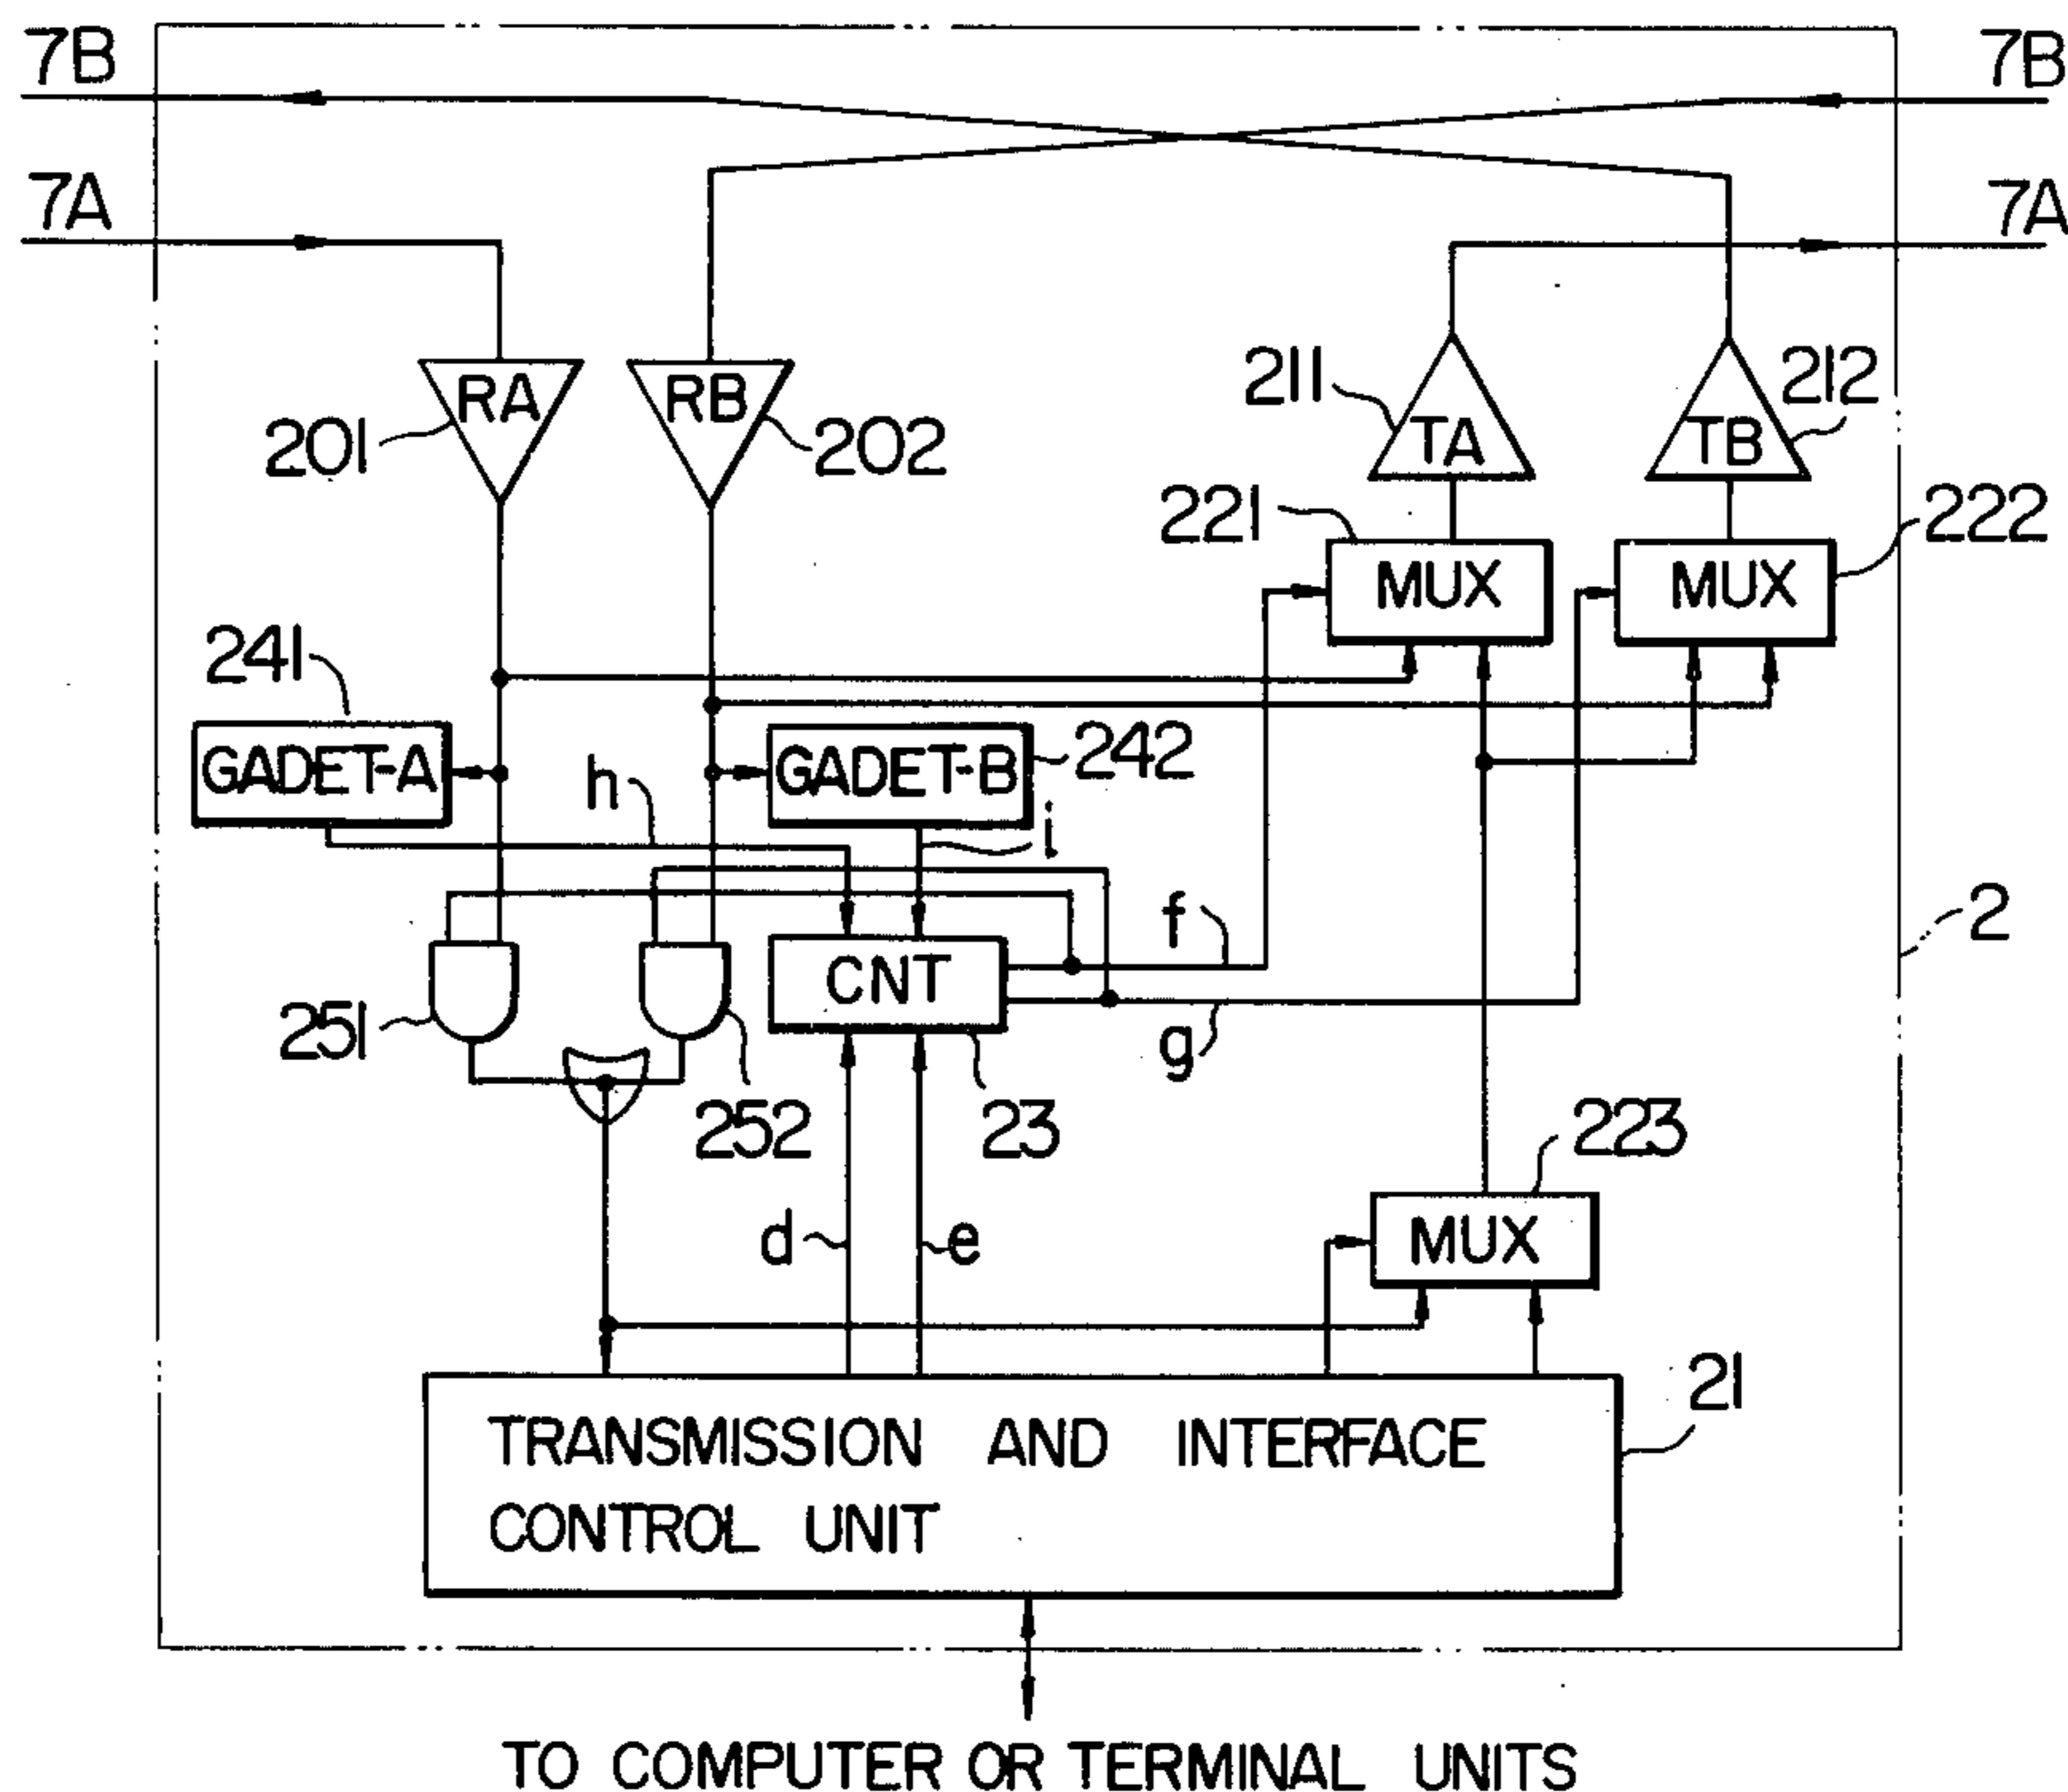 7B
7B
7A
7A
RA
RB
201
202
211
212
TA
TB
221
222
MUX
MUX
241
GADET-A
h
GADET-B
242
i
f
2
CNT
251
g
252
23
223
d
e
MUX
21
TRANSMISSION AND INTERFACE
CONTROL UNIT
TO COMPUTER OR TERMINAL UNITS